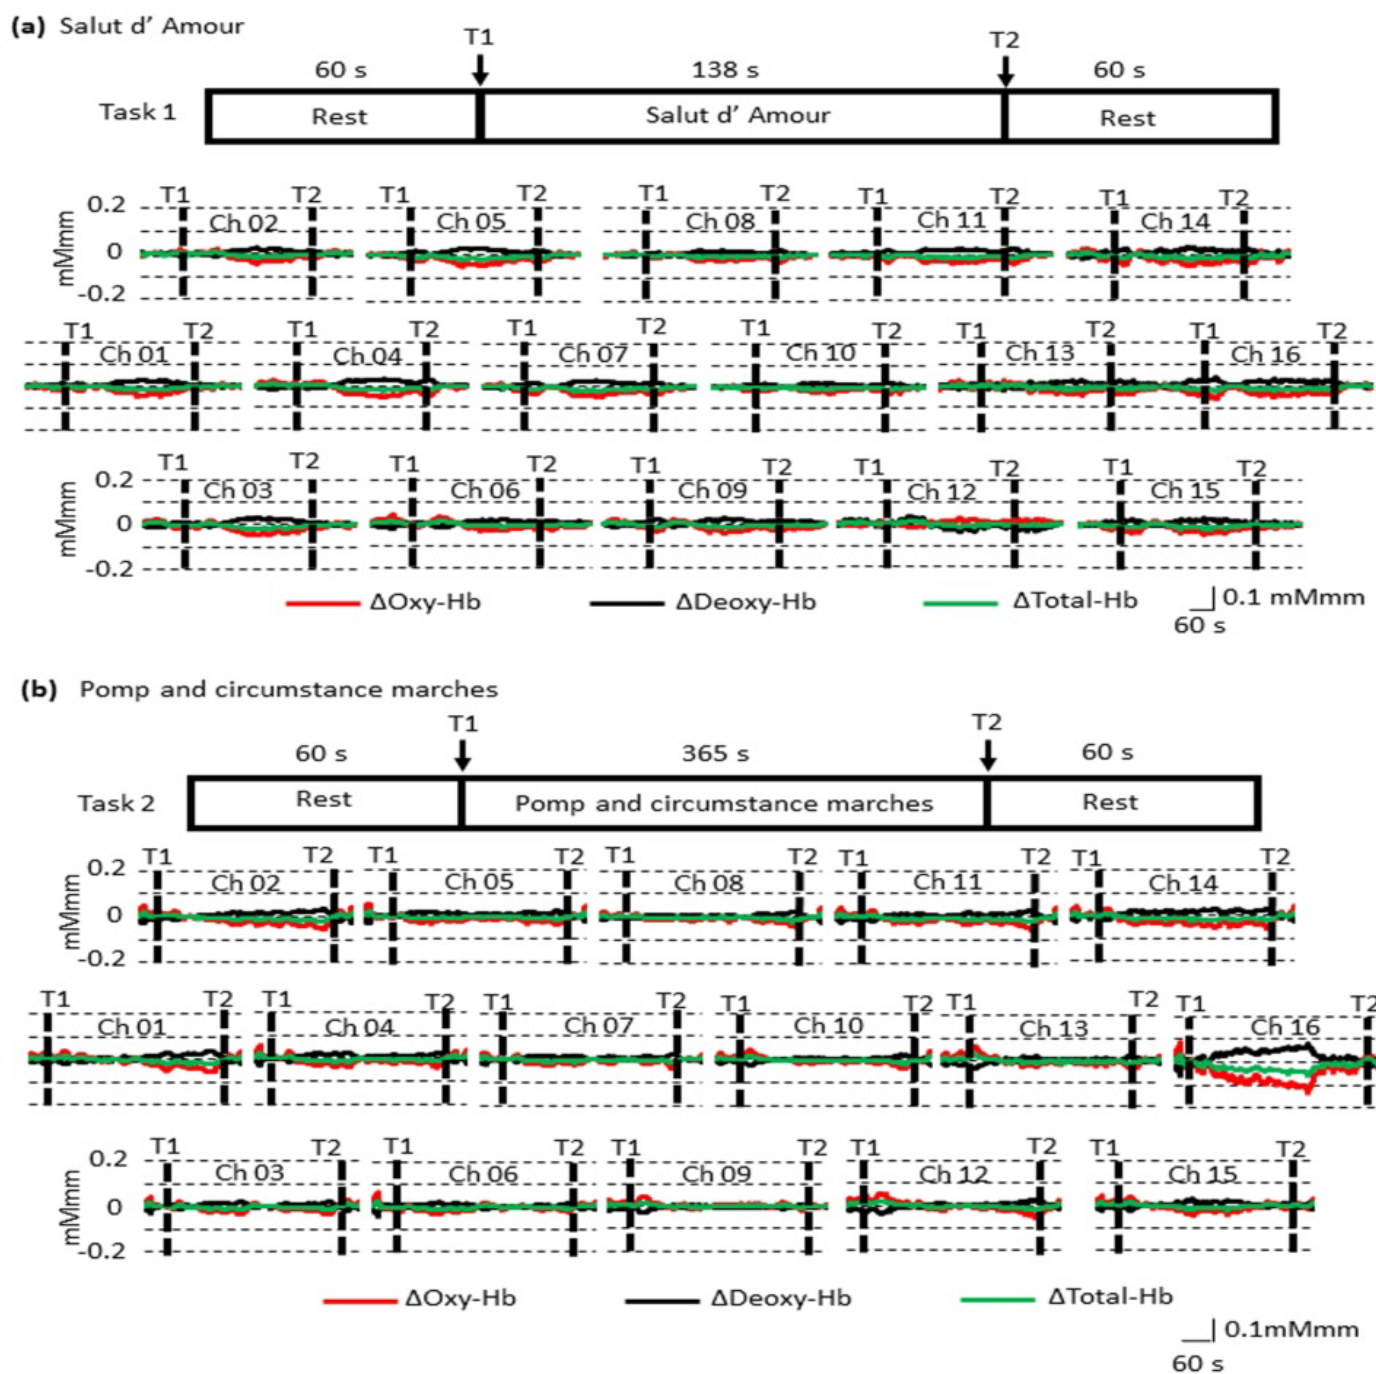 (a) Salut d' Amour
T1 T2
60 s 138 s 60 s
Task 1 Rest Salut d' Amour Rest
T1 T2 T1 T2 T1 T2 T1 T2 T1 T2
0.2 Ch 02 Ch 05 Ch 08 Ch 11 Ch 14
mMmm 0
-0.2
T1 T2 T1 T2 T1 T2 T1 T2 T1 T2 T1 T2
Ch 01 Ch 04 Ch 07 Ch 10 Ch 13 Ch 16
T1 T2 T1 T2 T1 T2 T1 T2 T1 T2
0.2 Ch 03 Ch 06 Ch 09 Ch 12 Ch 15
mMmm 0
-0.2
ΔOxy-Hb ΔDeoxy-Hb ΔTotal-Hb 0.1 mMmm
60 s
(b) Pomp and circumstance marches
T1 T2
60 s 365 s 60 s
Task 2 Rest Pomp and circumstance marches Rest
T1 T2 T1 T2 T1 T2 T1 T2 T1 T2
0.2 Ch 02 Ch 05 Ch 08 Ch 11 Ch 14
mMmm 0
-0.2
T1 T2 T1 T2 T1 T2 T1 T2 T1 T2 T1 T2
Ch 01 Ch 04 Ch 07 Ch 10 Ch 13 Ch 16
T1 T2 T1 T2 T1 T2 T1 T2 T1 T2
0.2 Ch 03 Ch 06 Ch 09 Ch 12 Ch 15
mMmm 0
-0.2
ΔOxy-Hb ΔDeoxy-Hb ΔTotal-Hb
0.1mMmm
60 s